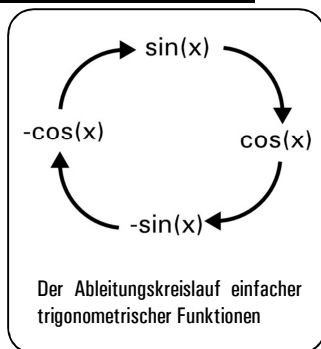 sin(x)
-cos(x)
cos(x)
-sin(x)
Der Ableitungskreislauf einfacher
trigonometrischer Funktionen